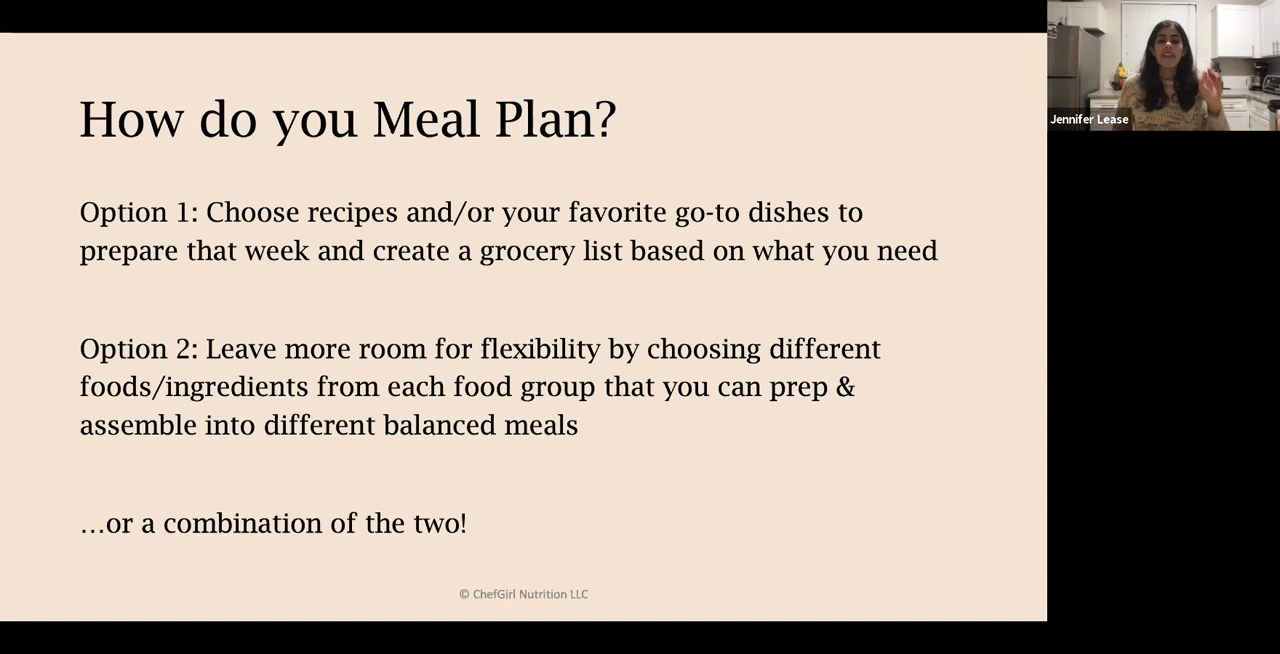 How do you Meal Plan?
Option 1: Choose recipes and/or your favorite go-to dishes to
prepare that week and create a grocery list based on what you need
Option 2: Leave more room for flexibility by choosing different
foods/ingredients from each food group that you can prep &
assemble into different balanced meals
…or a combination of the two!
© ChefGirl Nutrition LLC
Jennifer Lease